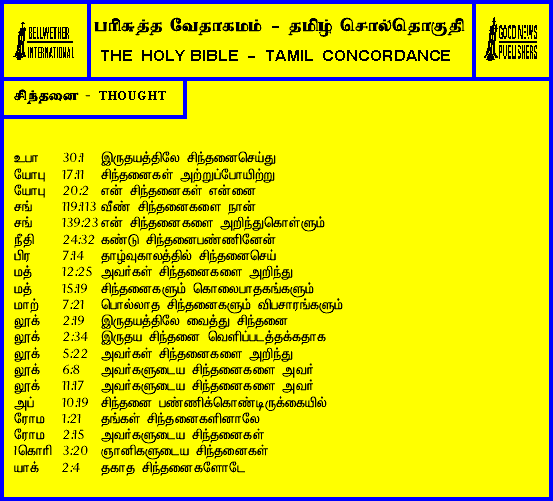 BELLWETHER
INTERNATIONAL
பரிசுத்த வேதாகமம் - தமிழ் சொல்தொகுதி
THE HOLY BIBLE - TAMIL CONCORDANCE
GOOD NEWS
PUBLISHERS
சிந்தனை - THOUGHT
உபா 30:1 இருதயத்திலே சிந்தனைசெய்து
யோபு 17:11 சிந்தனைகள் அற்றுப்போயிற்று
யோபு 20:2 என் சிந்தனைகள் என்னை
சங் 119:113 வீண் சிந்தனைகளை நான்
சங் 139:23 என் சிந்தனைகளை அறிந்துகொள்ளும்
நீதி 24:32 கண்டு சிந்தனைபண்ணினேன்
பிர 7:14 தாழ்வுகாலத்தில் சிந்தனைசெய்
மத் 12:25 அவர்கள் சிந்தனைகளை அறிந்து
மத் 15:19 சிந்தனைகளும் கொலைபாதகங்களும்
மாற் 7:21 பொல்லாத சிந்தனைகளும் விபசாரங்களும்
லூக் 2:19 இருதயத்திலே வைத்து சிந்தனை
லூக் 2:34 இருதய சிந்தனை வெளிப்படத்தக்கதாக
லூக் 5:22 அவர்கள் சிந்தனைகளை அறிந்து
லூக் 6:8 அவர்களுடைய சிந்தனைகளை அவர்
லூக் 11:17 அவர்களுடைய சிந்தனைகளை அவர்
அப் 10:19 சிந்தனை பண்ணிக்கொண்டிருக்கையில்
ரோம 1:21 தங்கள் சிந்தனைகளினாலே
ரோம 2:15 அவர்களுடைய சிந்தனைகள்
1கொரி 3:20 ஞானிகளுடைய சிந்தனைகள்
யாக் 2:4 தகாத சிந்தனைகளோடே